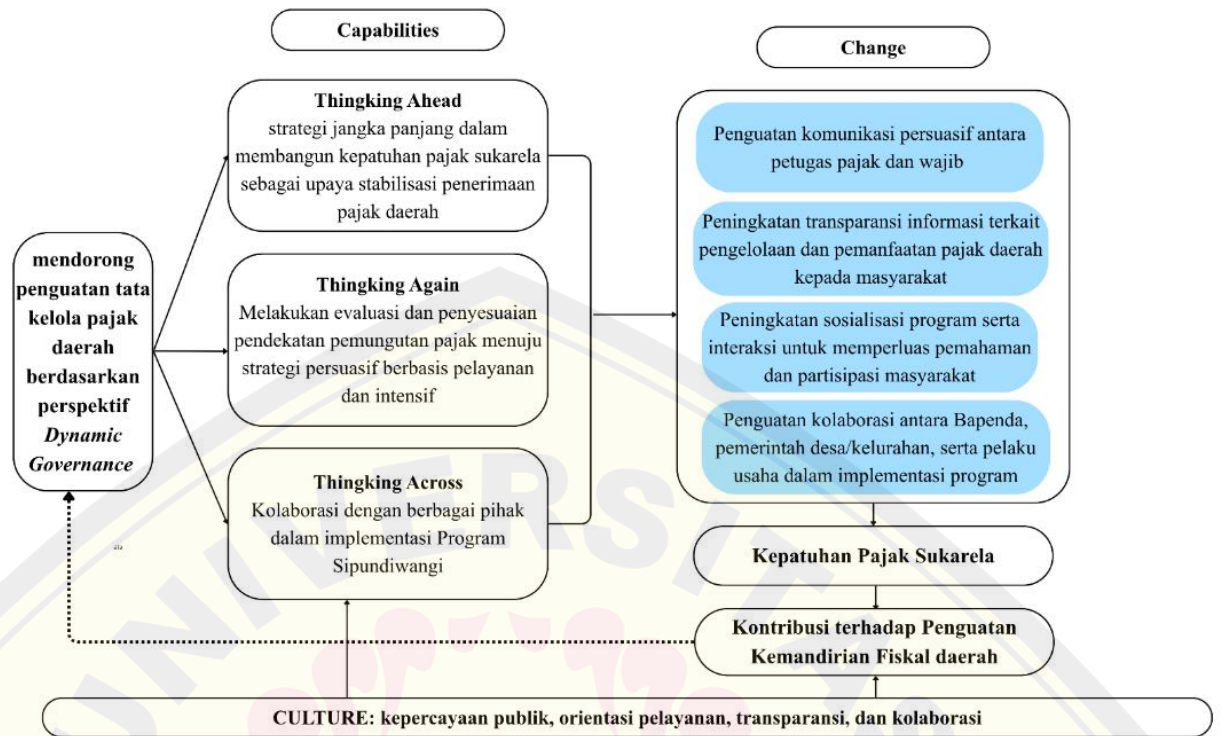 Capabilities
Change
Thingking Ahead
strategi jangka panjang dalam
membangun kepatuhan pajak sukarela
sebagai upaya stabilisasi penerimaan
pajak daerah
mendorong
penguatan tata
kelola pajak
daerah
berdasarkan
perspektif
Dynamic
Governance
Thingking Again
Melakukan evaluasi dan penyesuaian
pendekatan pemungutan pajak menuju
strategi persuasif berbasis pelayanan
dan intensif
Thingking Across
Kolaborasi dengan berbagai pihak
dalam implementasi Program
Sipundiwangi
Penguatan komunikasi persuasif antara
petugas pajak dan wajib
Peningkatan transparansi informasi terkait
pengelolaan dan pemanfaatan pajak daerah
kepada masyarakat
Peningkatan sosialisasi program serta
interaksi untuk memperluas pemahaman
dan partisipasi masyarakat
Penguatan kolaborasi antara Bapenda,
pemerintah desa/kelurahan, serta pelaku
usaha dalam implementasi program
Kepatuhan Pajak Sukarela
Kontribusi terhadap Penguatan
Kemandirian Fiskal daerah
CULTURE: kepercayaan publik, orientasi pelayanan, transparansi, dan kolaborasi
UNIVERSITAS